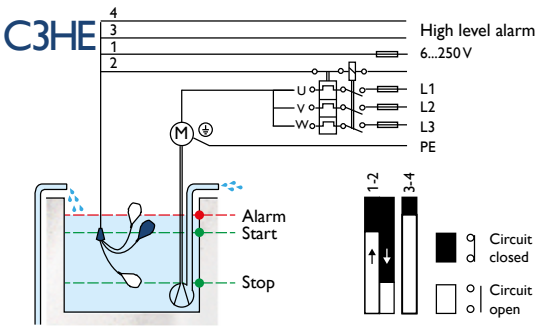 C3HE
4
3
1
2
High level alarm
6...250 V
U
V
W
L1
L2
L3
PE
M
1-2
3-4
Alarm
Start
Stop
Circuit
closed
Circuit
open